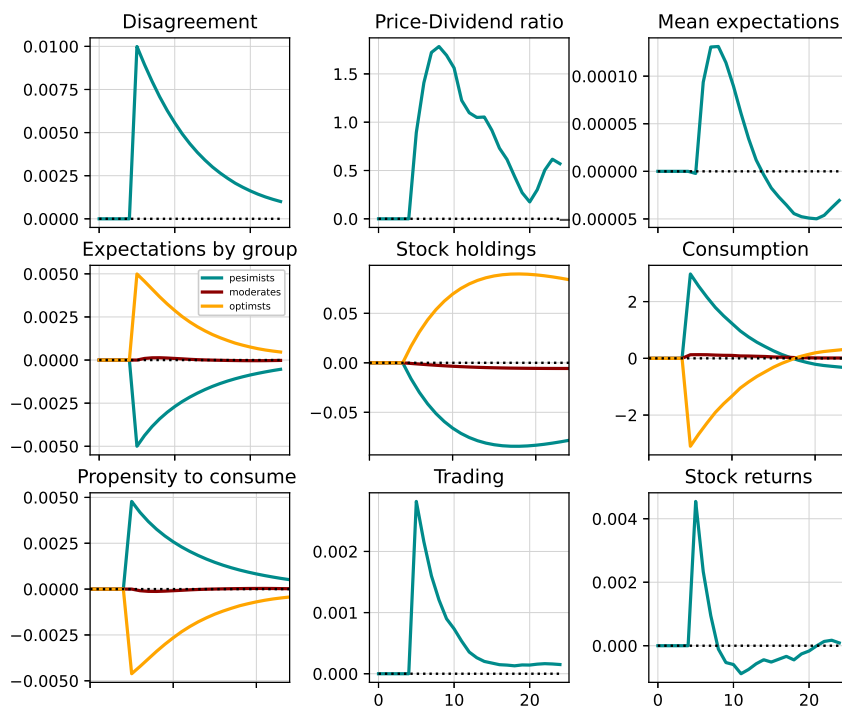 Disagreement
0.0100
0.0075
0.0050
0.0025
0.0000
Price-Dividend ratio
1.5
1.0
0.5
0.0
Mean expectations
0.00010
0.00005
0.00000
−0.00005
Expectations by group
0.0050
0.0025
0.0000
−0.0025
−0.0050
pesimists
moderates
optimsts
Stock holdings
0.05
0.00
−0.05
Consumption
2
0
−2
Propensity to consume
0.0050
0.0025
0.0000
−0.0025
−0.0050
Trading
0.002
0.001
0.000
0 10 20
Stock returns
0.004
0.002
0.000
0 10 20